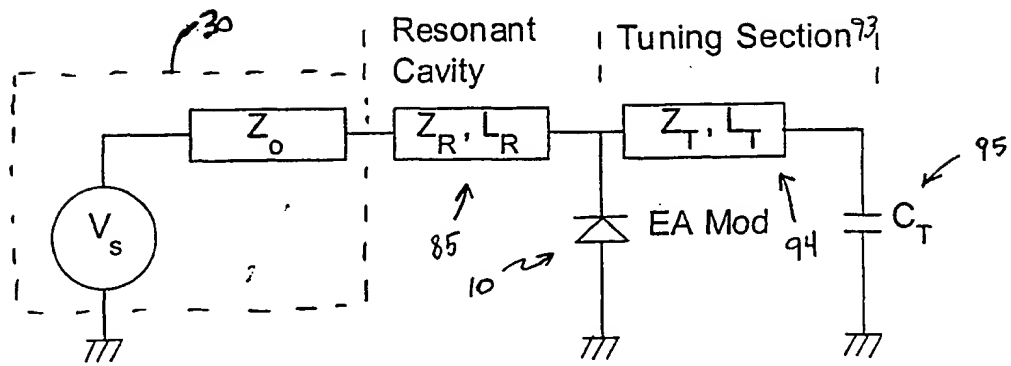 30
Resonant
Cavity
Tuning Section 93
Z_o
Z_R, L_R
Z_T, L_T
95
V_s
85
10
EA Mod
94
C_T